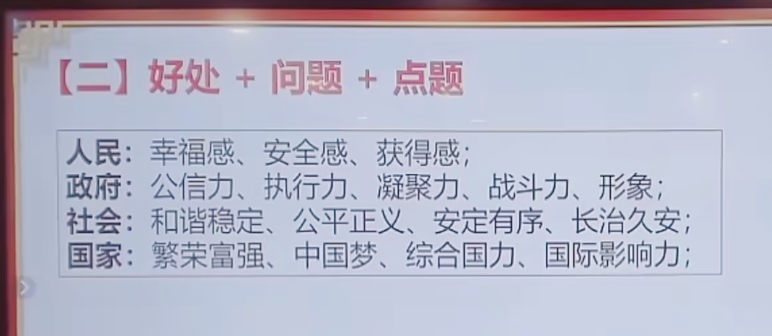 【二】好处 + 问题 + 点题
人民：幸福感、安全感、获得感；
政府：公信力、执行力、凝聚力、战斗力、形象；
社会：和谐稳定、公平正义、安定有序、长治久安；
国家：繁荣富强、中国梦、综合国力、国际影响力；